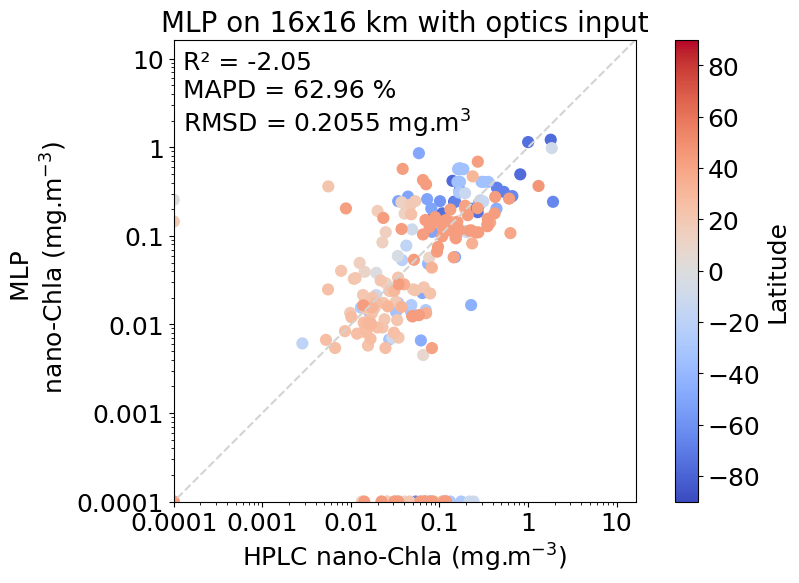 MLP on 16x16 km with optics input
R² = -2.05
MAPD = 62.96 %
RMSD = 0.2055 mg.m³
10
1
0.1
0.01
0.001
0.0001
MLP
nano-Chla (mg.m⁻³)
0.0001 0.001 0.01 0.1 1 10
HPLC nano-Chla (mg.m⁻³)
80
60
40
20
0
−20
−40
−60
−80
Latitude